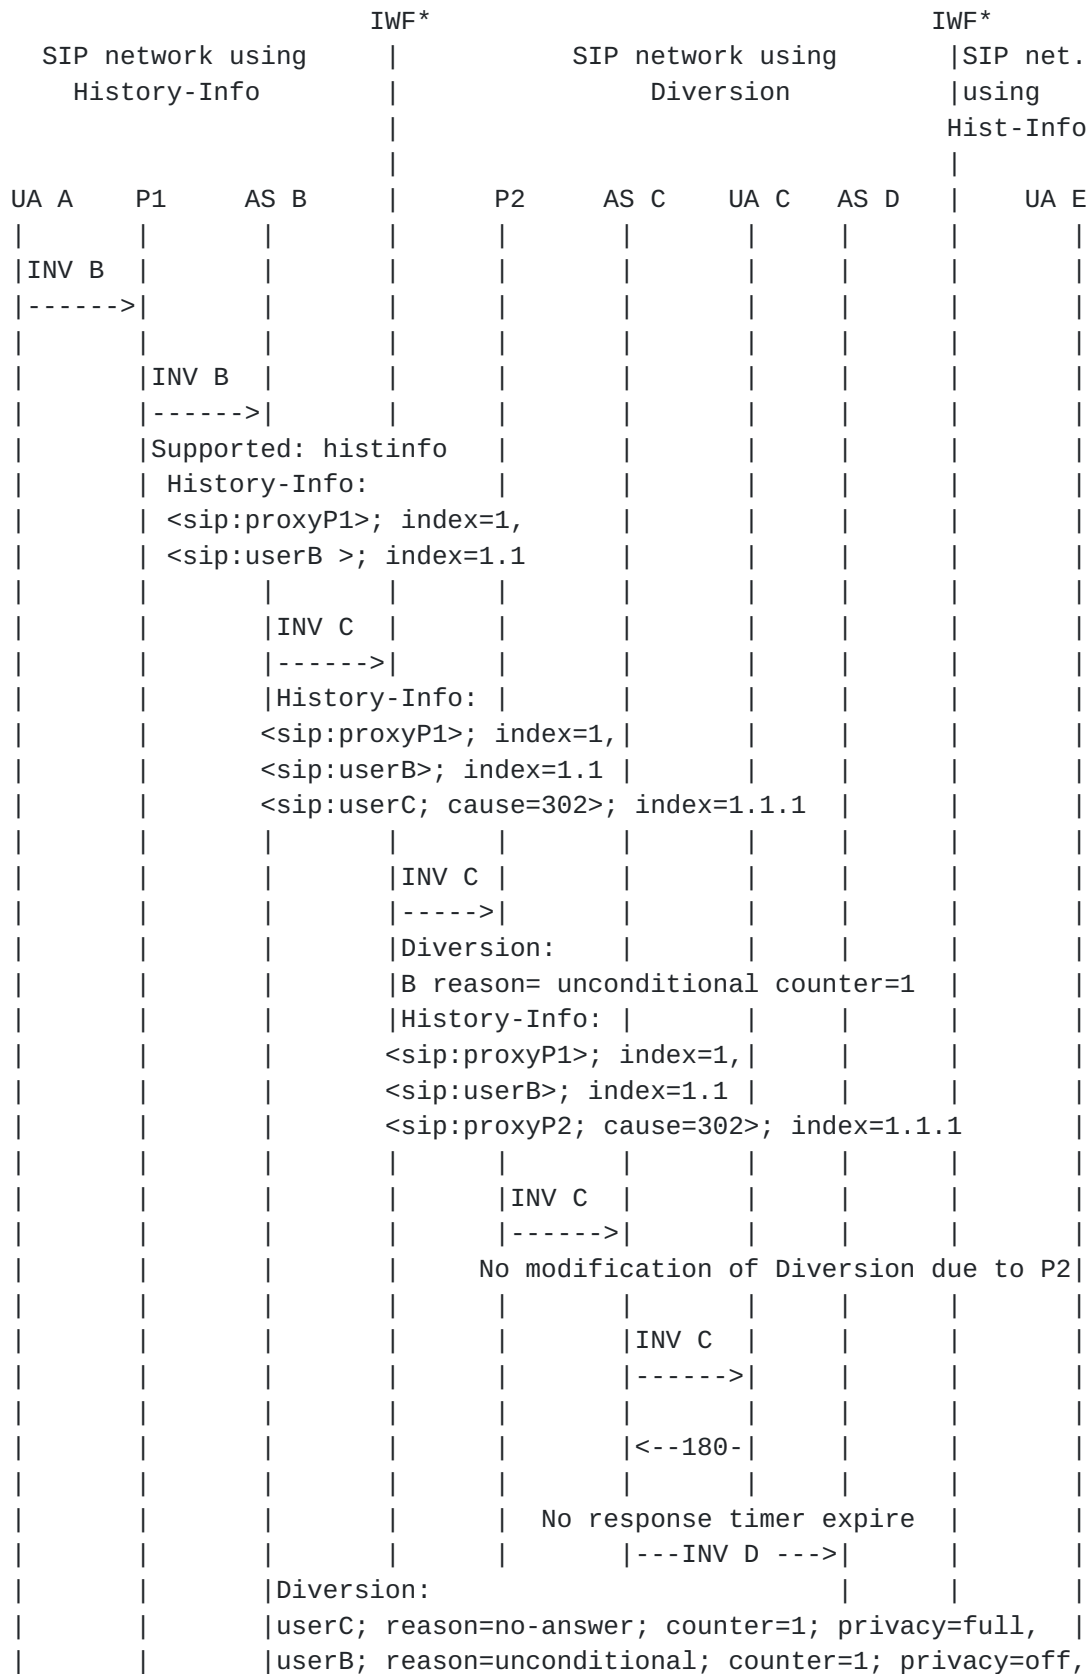 IWF*                                IWF*
  SIP network using     |           SIP network using       |SIP net.
    History-Info        |                Diversion          |using
                        |                                   Hist-Info
                        |                                   |
UA A    P1     AS B     |      P2     AS C    UA C   AS D   |    UA E
|       |       |       |      |       |       |     |      |       |
|INV B  |       |       |      |       |       |     |      |       |
|------>|       |       |      |       |       |     |      |       |
|       |       |       |      |       |       |     |      |       |
|       |INV B  |       |      |       |       |     |      |       |
|       |------>|       |      |       |       |     |      |       |
|       |Supported: histinfo   |       |       |     |      |       |
|       | History-Info:        |       |       |     |      |       |
|       | <sip:proxyP1>; index=1,      |       |     |      |       |
|       | <sip:userB >; index=1.1      |       |     |      |       |
|       |       |       |      |       |       |     |      |       |
|       |       |INV C  |      |       |       |     |      |       |
|       |       |------>|      |       |       |     |      |       |
|       |       |History-Info: |       |       |     |      |       |
|       |       <sip:proxyP1>; index=1,|       |     |      |       |
|       |       <sip:userB>; index=1.1 |       |     |      |       |
|       |       <sip:userC; cause=302>; index=1.1.1  |      |       |
|       |       |       |      |       |       |     |      |       |
|       |       |       |INV C |       |       |     |      |       |
|       |       |       |----->|       |       |     |      |       |
|       |       |       |Diversion:    |       |     |      |       |
|       |       |       |B reason= unconditional counter=1  |       |
|       |       |       |History-Info: |       |     |      |       |
|       |       |       <sip:proxyP1>; index=1,|     |      |       |
|       |       |       <sip:userB>; index=1.1 |     |      |       |
|       |       |       <sip:proxyP2; cause=302>; index=1.1.1       |
|       |       |       |      |       |       |     |      |       |
|       |       |       |      |INV C  |       |     |      |       |
|       |       |       |      |------>|       |     |      |       |
|       |       |       |     No modification of Diversion due to P2|
|       |       |       |      |       |       |     |      |       |
|       |       |       |      |       |INV C  |     |      |       |
|       |       |       |      |       |------>|     |      |       |
|       |       |       |      |       |       |     |      |       |
|       |       |       |      |       |<--180-|     |      |       |
|       |       |       |      |       |       |     |      |       |
|       |       |       |      |  No response timer expire  |       |
|       |       |       |      |       |---INV D --->|      |       |
|       |       |Diversion:                          |      |       |
|       |       |userC; reason=no-answer; counter=1; privacy=full,  |
|       |       |userB; reason=unconditional; counter=1; privacy=off,